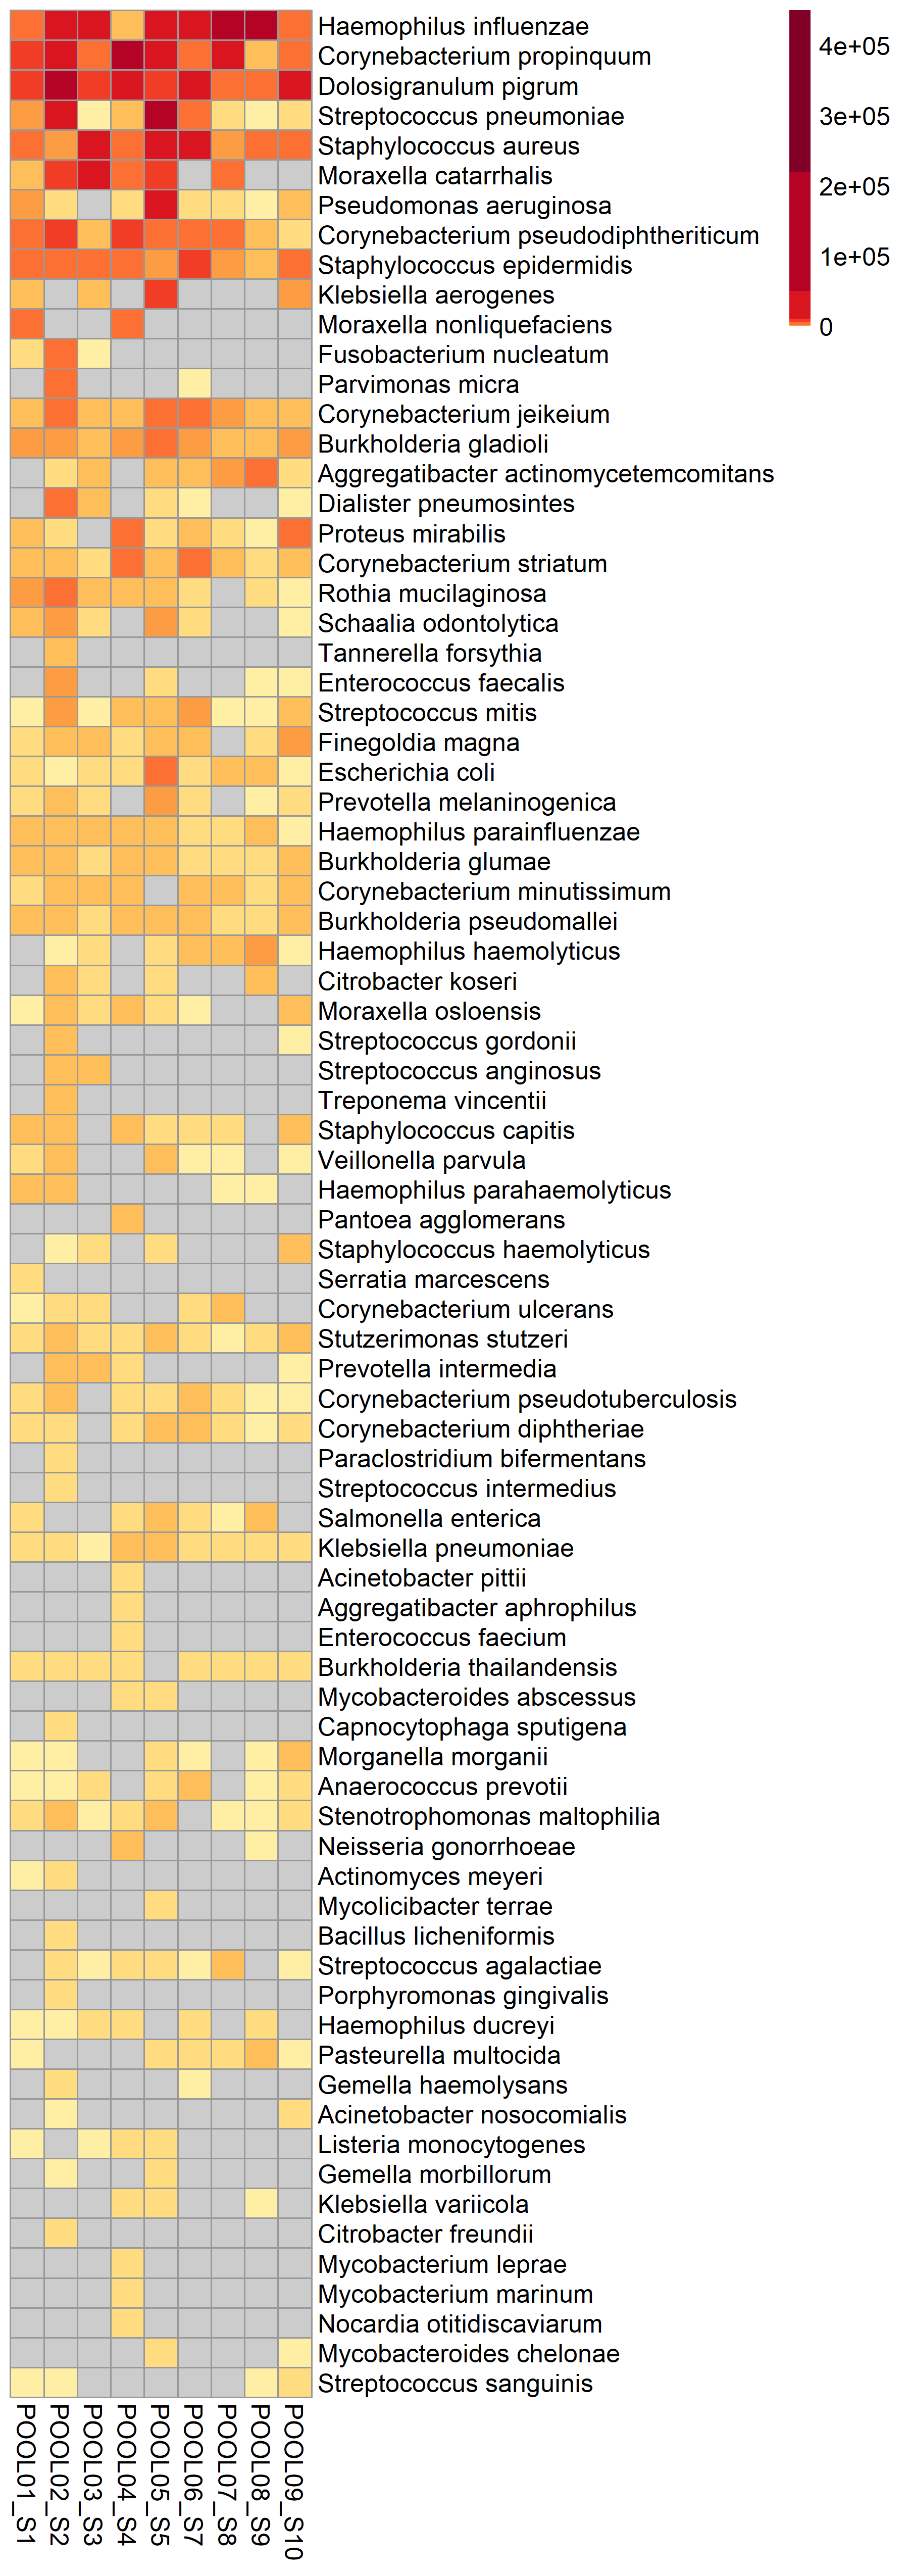 Haemophilus influenzae
Corynebacterium propinquum
Dolosigranulum pigrum
Streptococcus pneumoniae
Staphylococcus aureus
Moraxella catarrhalis
Pseudomonas aeruginosa
Corynebacterium pseudodiphtheriticum
Staphylococcus epidermidis
Klebsiella aerogenes
Moraxella nonliquefaciens
Fusobacterium nucleatum
Parvimonas micra
Corynebacterium jeikeium
Burkholderia gladioli
Aggregatibacter actinomycetemcomitans
Dialister pneumosintes
Proteus mirabilis
Corynebacterium striatum
Rothia mucilaginosa
Schaalia odontolytica
Tannerella forsythia
Enterococcus faecalis
Streptococcus mitis
Finegoldia magna
Escherichia coli
Prevotella melaninogenica
Haemophilus parainfluenzae
Burkholderia glumae
Corynebacterium minutissimum
Burkholderia pseudomallei
Haemophilus haemolyticus
Citrobacter koseri
Moraxella osloensis
Streptococcus gordonii
Streptococcus anginosus
Treponema vincentii
Staphylococcus capitis
Veillonella parvula
Haemophilus parahaemolyticus
Pantoea agglomerans
Staphylococcus haemolyticus
Serratia marcescens
Corynebacterium ulcerans
Stutzerimonas stutzeri
Prevotella intermedia
Corynebacterium pseudotuberculosis
Corynebacterium diphtheriae
Paraclostridium bifermentans
Streptococcus intermedius
Salmonella enterica
Klebsiella pneumoniae
Acinetobacter pittii
Aggregatibacter aphrophilus
Enterococcus faecium
Burkholderia thailandensis
Mycobacteroides abscessus
Capnocytophaga sputigena
Morganella morganii
Anaerococcus prevotii
Stenotrophomonas maltophilia
Neisseria gonorrhoeae
Actinomyces meyeri
Mycolicibacter terrae
Bacillus licheniformis
Streptococcus agalactiae
Porphyromonas gingivalis
Haemophilus ducreyi
Pasteurella multocida
Gemella haemolysans
Acinetobacter nosocomialis
Listeria monocytogenes
Gemella morbillorum
Klebsiella variicola
Citrobacter freundii
Mycobacterium leprae
Mycobacterium marinum
Nocardia otitidiscaviarum
Mycobacteroides chelonae
Streptococcus sanguinis
POOL01_S1
POOL02_S2
POOL03_S3
POOL04_S4
POOL05_S5
POOL06_S7
POOL07_S8
POOL08_S9
POOL09_S10
4e+05
3e+05
2e+05
1e+05
0